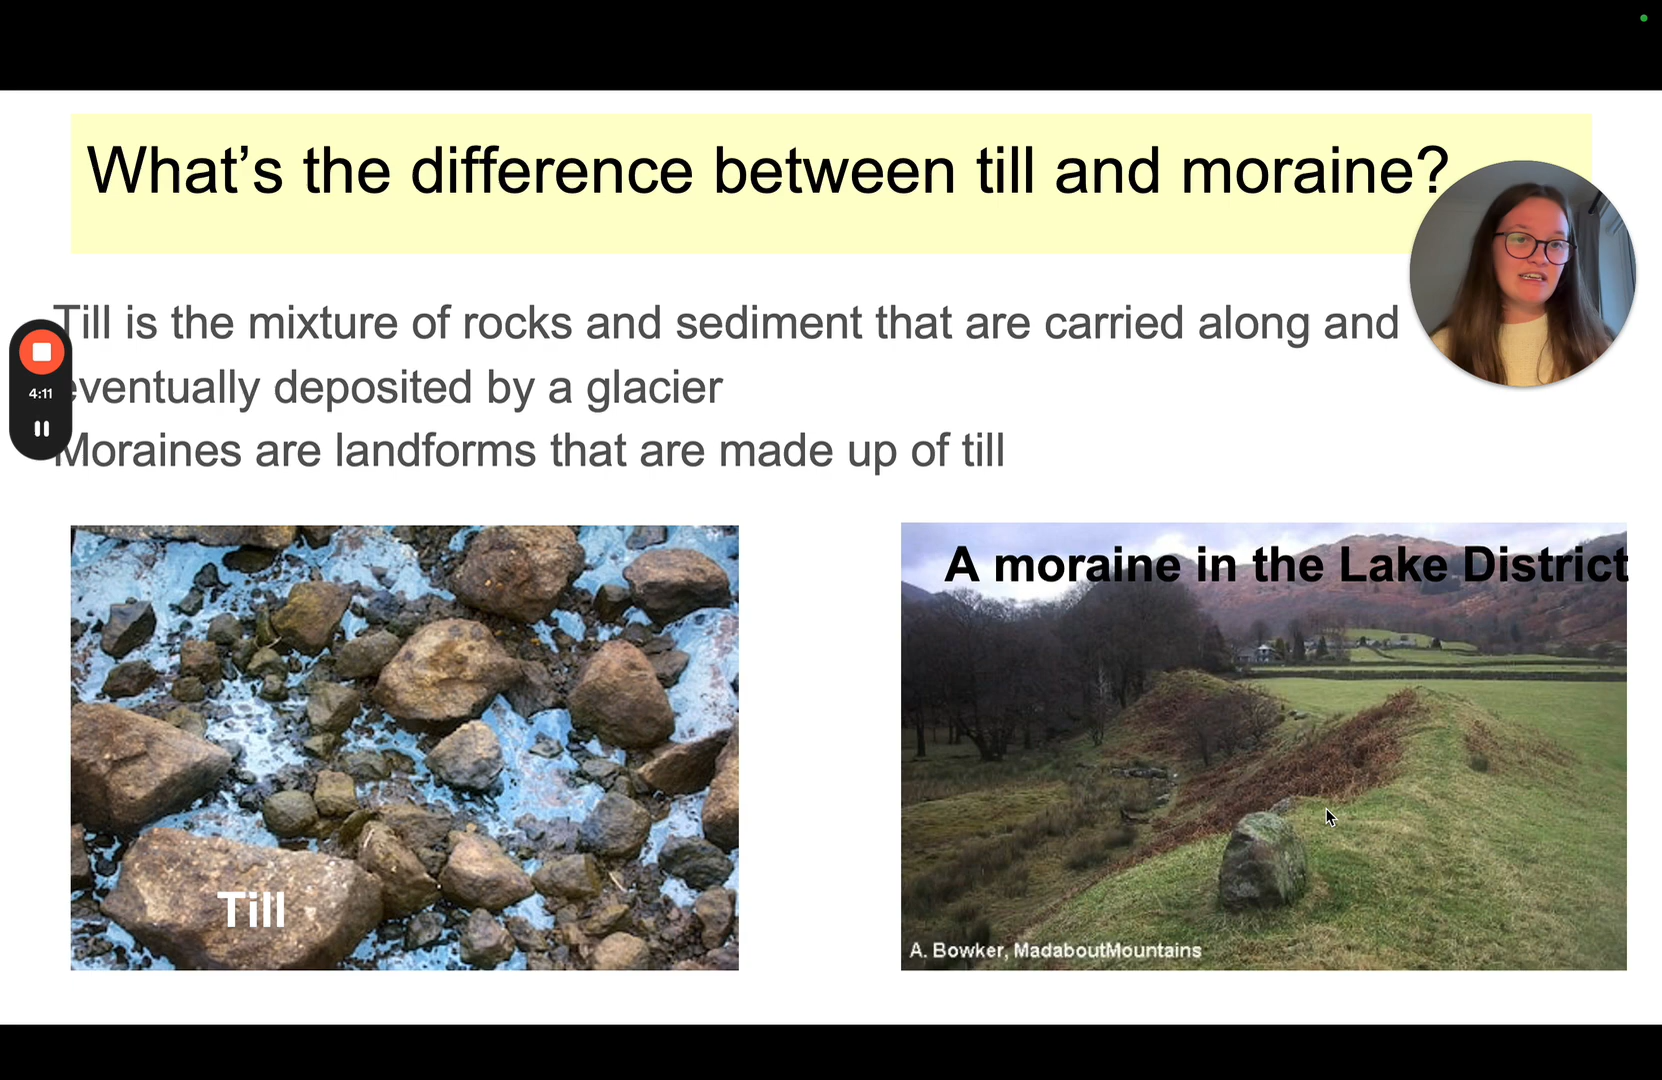 What’s the difference between till and moraine?
Till is the mixture of rocks and sediment that are carried along and
eventually deposited by a glacier
Moraines are landforms that are made up of till
4:11
A moraine in the Lake District
Till
A. Bowker, MadaboutMountains